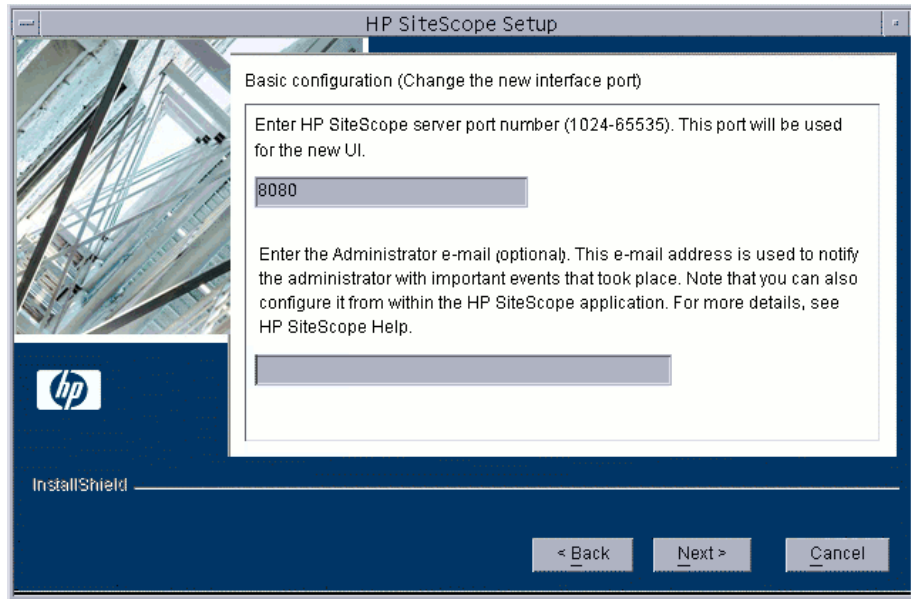 HP SiteScope Setup
Basic configuration (Change the new interface port)
Enter HP SiteScope server port number (1024-65535). This port will be used
for the new UI.
8080
Enter the Administrator e-mail (optional). This e-mail address is used to notify
the administrator with important events that took place. Note that you can also
configure it from within the HP SiteScope application. For more details, see
HP SiteScope Help.
hp
InstallShield
< Back
Next >
Cancel